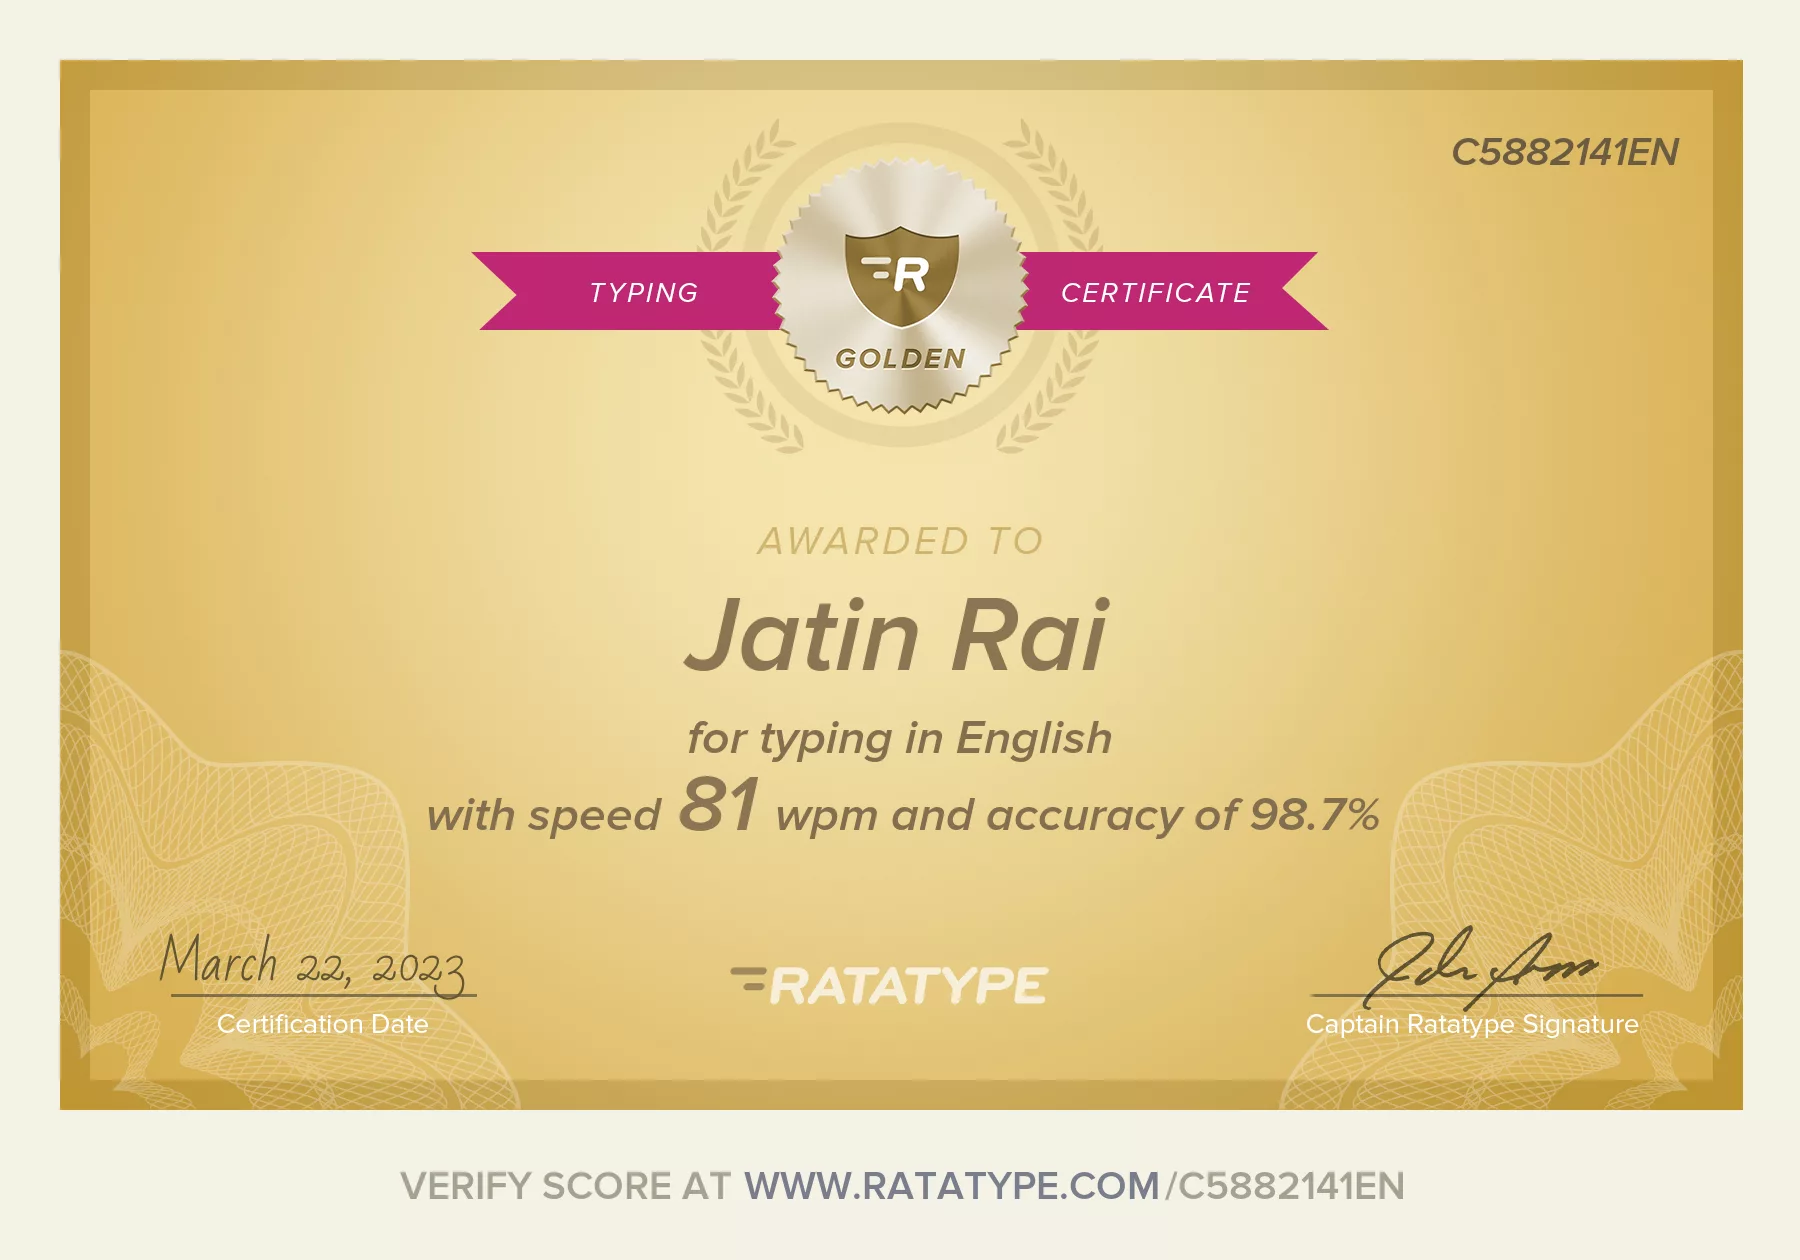 C5882141EN
TYPING
CERTIFICATE
R
GOLDEN
AWARDED TO
Jatin Rai
for typing in English
with speed 81 wpm and accuracy of 98.7%
March 22, 2023
Certification Date
RATATYPE
Captain Ratatype Signature
VERIFY SCORE AT WWW.RATATYPE.COM/C5882141EN